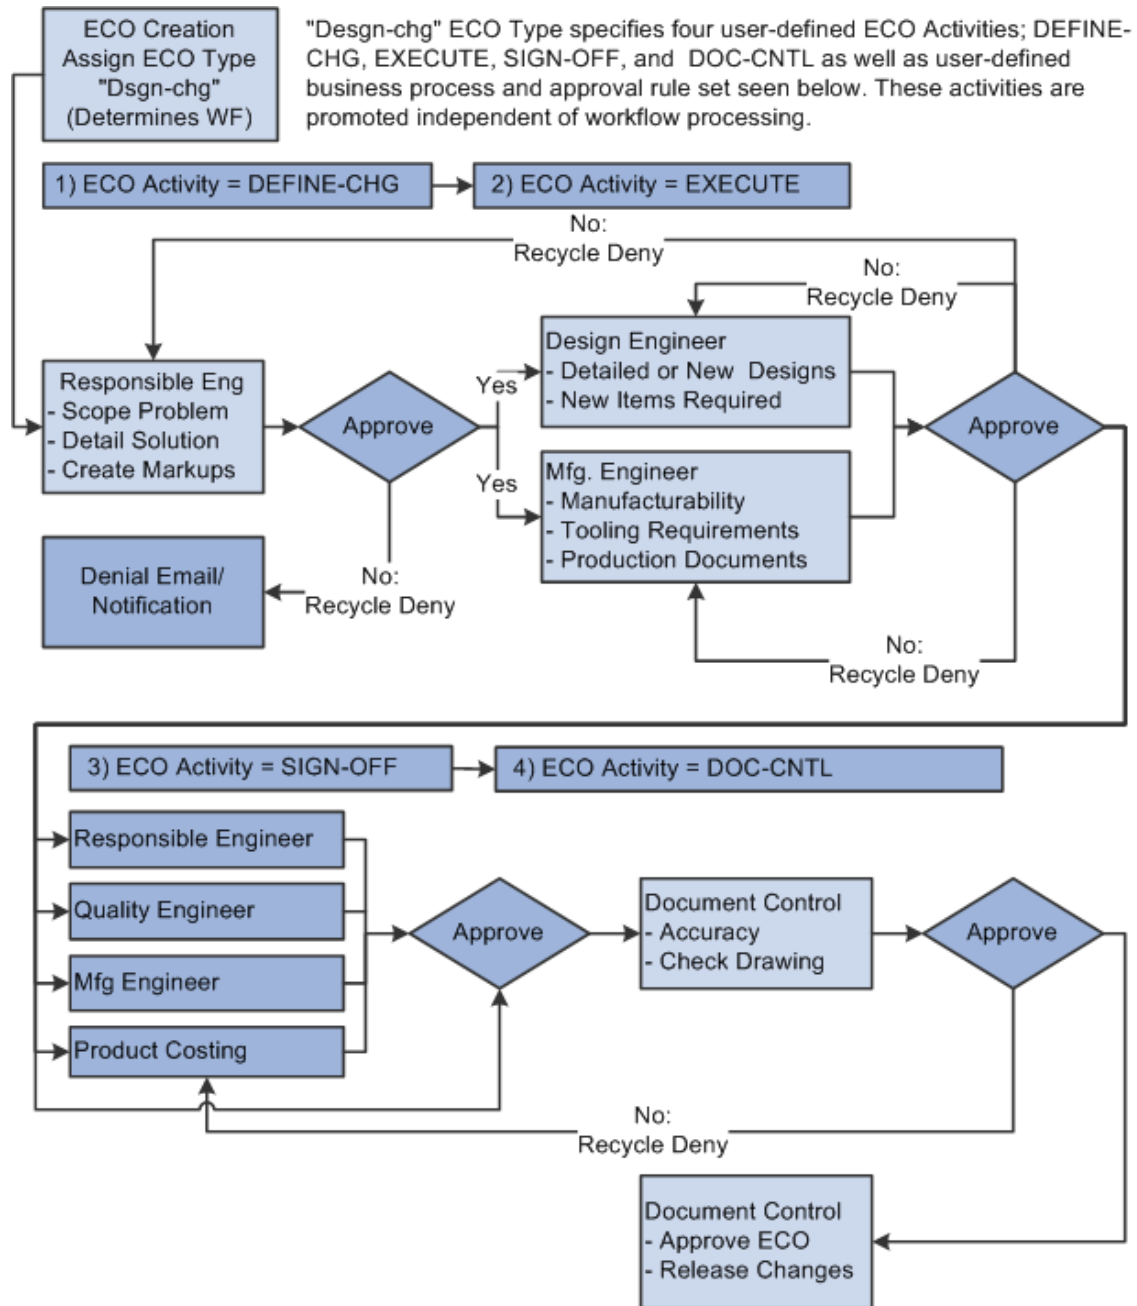 ECO Creation
Assign ECO Type
"Dsgn-chg"
(Determines WF)
"Desgn-chg" ECO Type specifies four user-defined ECO Activities; DEFINE-
CHG, EXECUTE, SIGN-OFF, and DOC-CNTL as well as user-defined
business process and approval rule set seen below. These activities are
promoted independent of workflow processing.
1) ECO Activity = DEFINE-CHG
2) ECO Activity = EXECUTE
No:
Recycle Deny
No:
Recycle Deny
Responsible Eng
- Scope Problem
- Detail Solution
- Create Markups
Approve
Yes
Yes
Design Engineer
- Detailed or New Designs
- New Items Required
Mfg. Engineer
- Manufacturability
- Tooling Requirements
- Production Documents
Approve
Denial Email/
Notification
No:
Recycle Deny
No:
Recycle Deny
3) ECO Activity = SIGN-OFF
4) ECO Activity = DOC-CNTL
Responsible Engineer
Quality Engineer
Mfg Engineer
Product Costing
Approve
Document Control
- Accuracy
- Check Drawing
Approve
No:
Recycle Deny
Document Control
- Approve ECO
- Release Changes